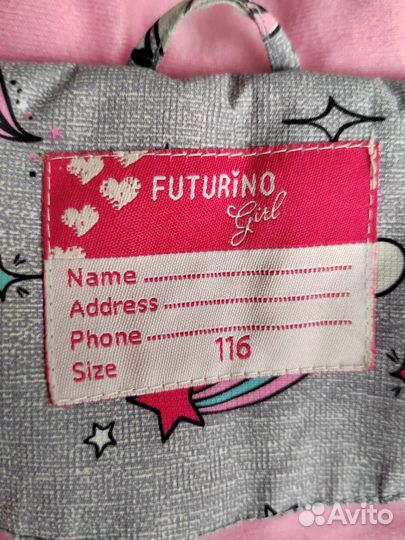 FUTURiNO
Girl
Name
Address
Phone
Size 116
Avito